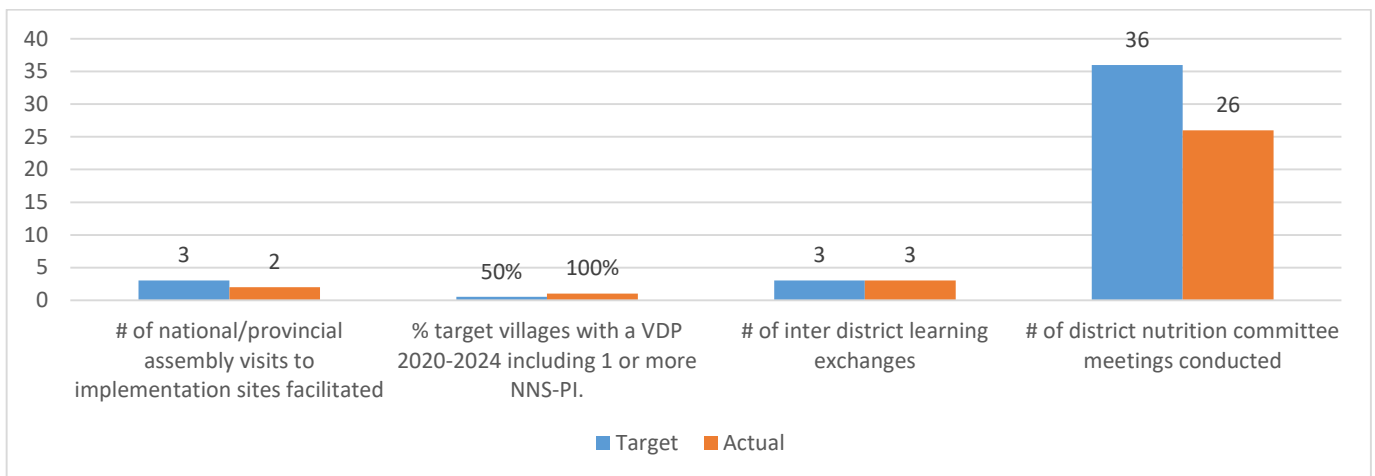 40
35
30
25
20
15
10
5
0
3
2
50%
100%
3
3
36
26
# of national/provincial
assembly visits to
implementation sites facilitated
% target villages with a VDP
2020-2024 including 1 or more
NNS-PI.
# of inter district learning
exchanges
# of district nutrition committee
meetings conducted
Target
Actual